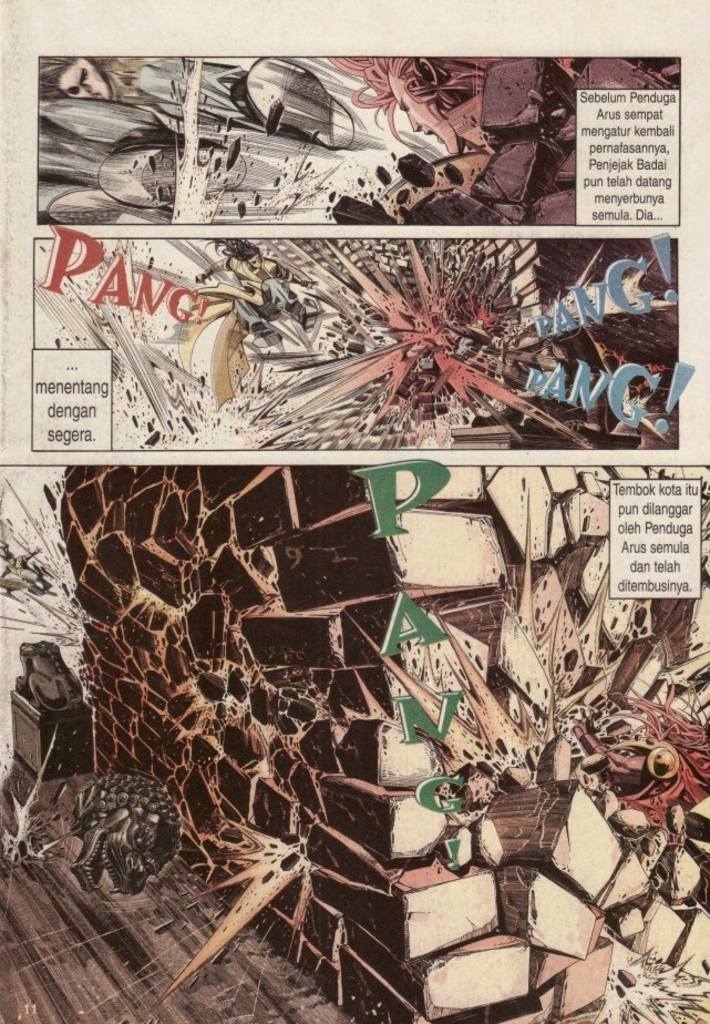 Sebelum Penduga
Arus sempat
mengatur kembali
pernafasannya,
Penjejak Badai
pun telah datang
menyerbunya
semula. Dia...
PANG!
PANG!
PANG!
...
menentang
dengan
segera.
PANG!
Tembok kota itu
pun dilanggar
oleh Penduga
Arus semula
dan telah
ditembusinya.
11